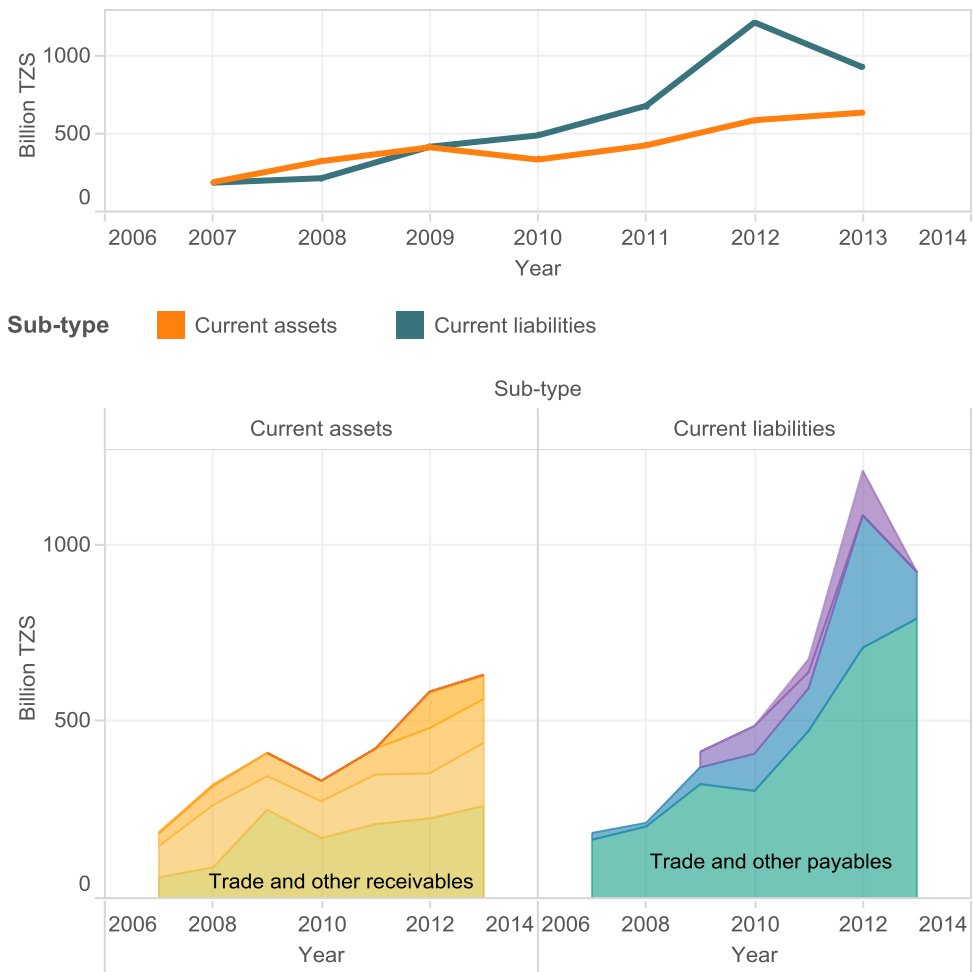 Billion TZS
1000
500
0
2006 2007 2008 2009 2010 2011 2012 2013 2014
Year
Sub-type Current assets Current liabilities
Sub-type
Current assets Current liabilities
Billion TZS
1000
500
0
Trade and other receivables
Trade and other payables
2006 2008 2010 2012 2014 2006 2008 2010 2012 2014
Year Year